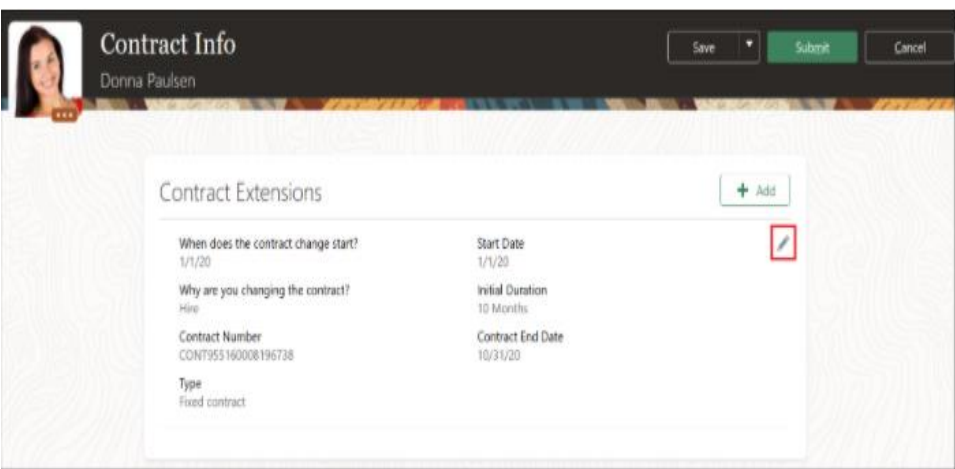 Contract Info
Donna Paulsen
Save
Submit
Cancel
Contract Extensions
+ Add
When does the contract change start?
1/1/20
Start Date
1/1/20
Why are you changing the contract?
Hire
Initial Duration
10 Months
Contract Number
CONT955160008196738
Contract End Date
10/31/20
Type
Fixed contract